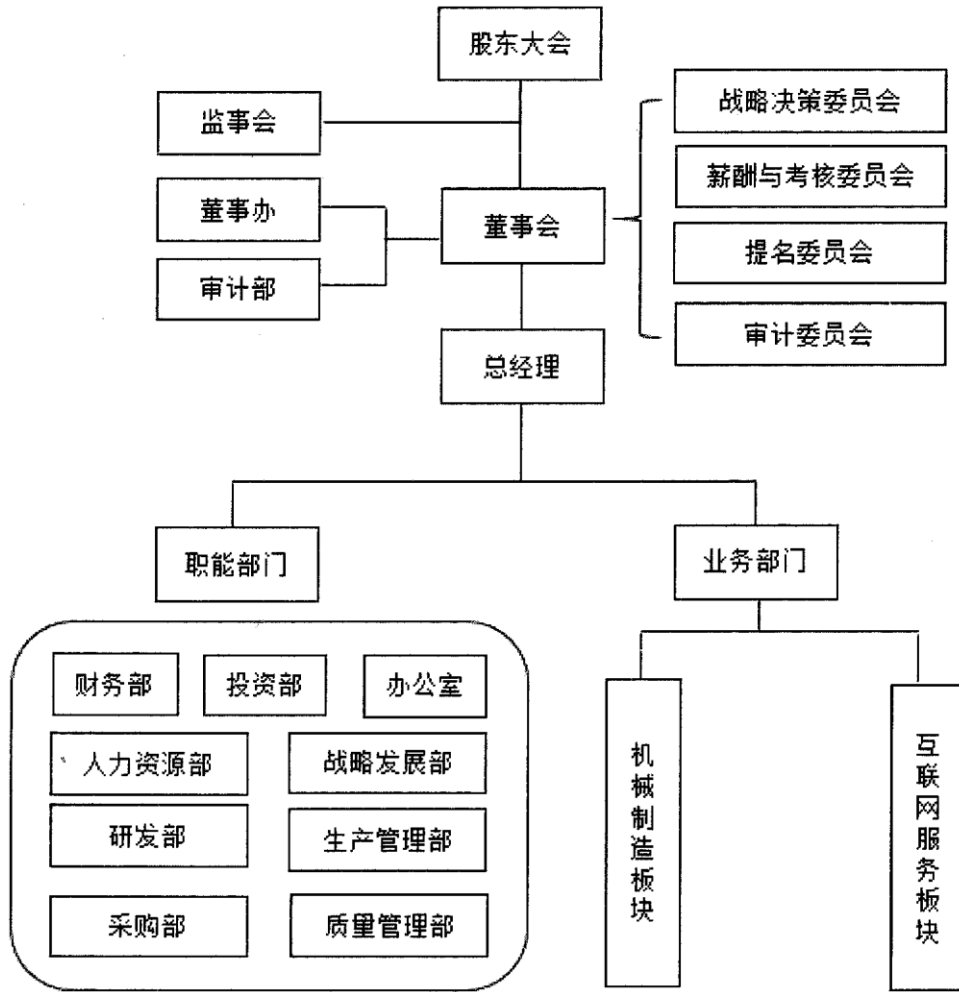 股东大会
监事会
战略决策委员会
薪酬与考核委员会
董事办
董事会
提名委员会
审计部
审计委员会
总经理
职能部门
业务部门
财务部
投资部
办公室
人力资源部
战略发展部
研发部
生产管理部
采购部
质量管理部
机械制造板块
互联网服务板块